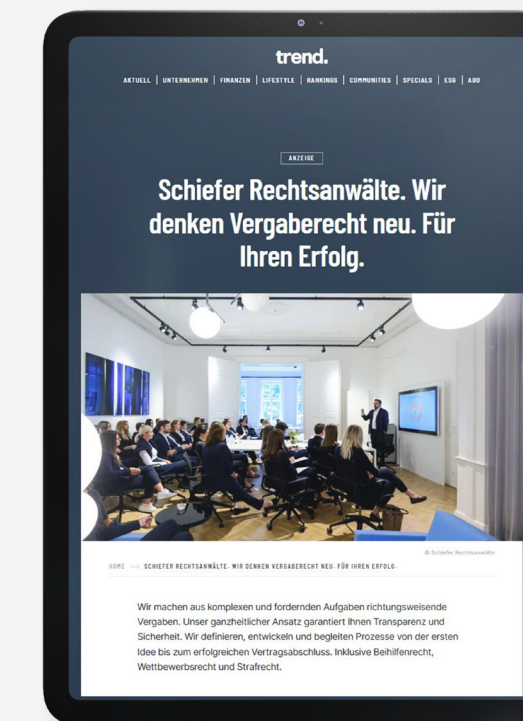 trend.
AKTUELL | UNTERNEHMEN | FINANZEN | LIFESTYLE | RANKINGS | COMMUNITIES | SPECIALS | ESG | ABO
ANZEIGE
Schiefer Rechtsanwälte. Wir
denken Vergaberecht neu. Für
Ihren Erfolg.
© Schiefer Rechtsanwälte
HOME → SCHIEFER RECHTSANWÄLTE. WIR DENKEN VERGABERECHT NEU. FÜR IHREN ERFOLG.
Wir machen aus komplexen und fordernden Aufgaben richtungsweisende
Vergaben. Unser ganzheitlicher Ansatz garantiert Ihnen Transparenz und
Sicherheit. Wir definieren, entwickeln und begleiten Prozesse von der ersten
Idee bis zum erfolgreichen Vertragsabschluss. Inklusive Beihilfenrecht,
Wettbewerbsrecht und Strafrecht.